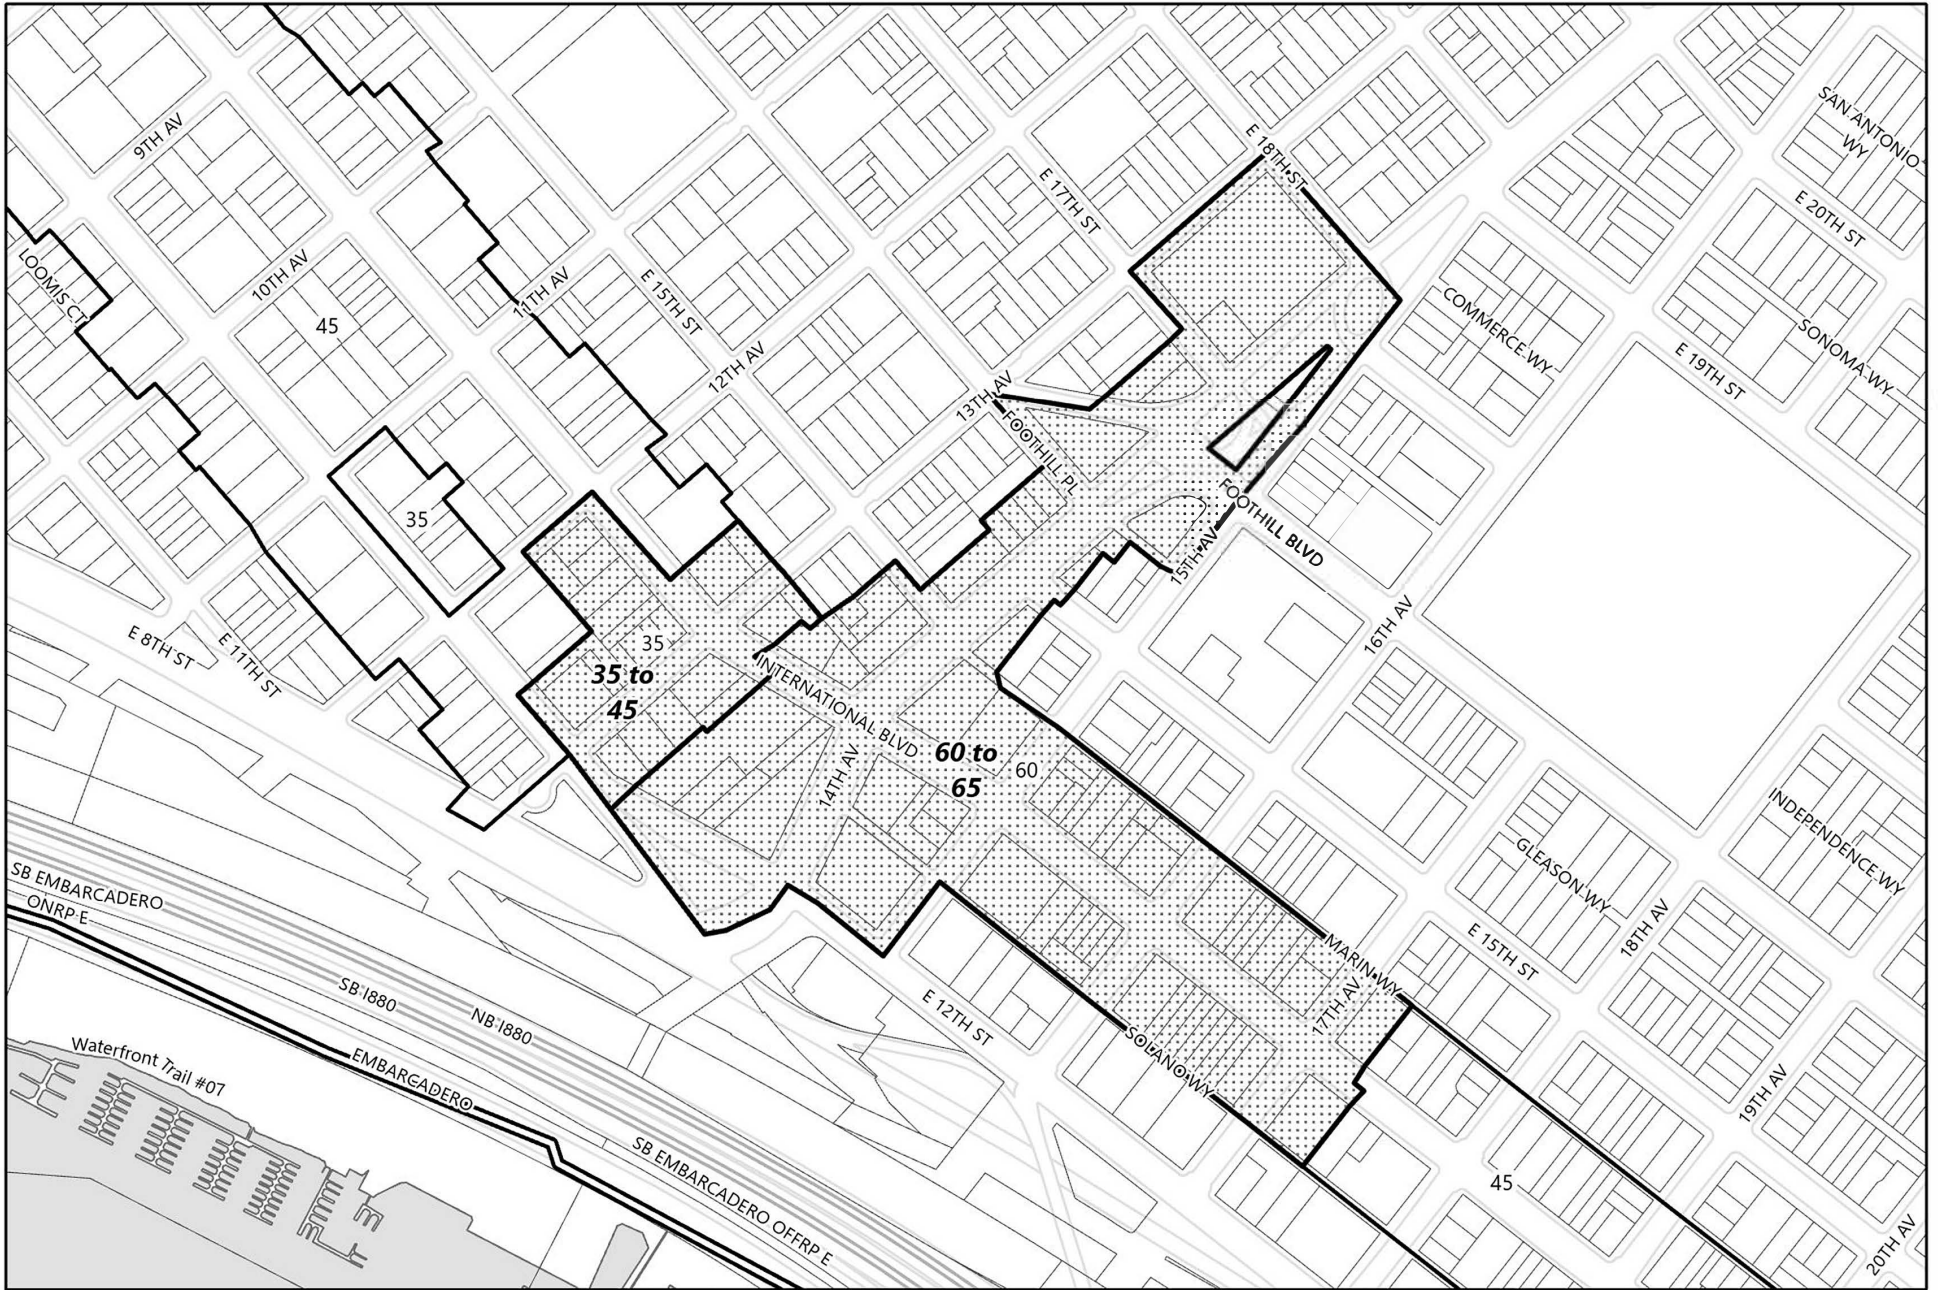 9TH AV
10TH AV
11TH AV
12TH AV
13TH AV
E 15TH ST
E 17TH ST
E 18TH ST
SAN ANTONIO
WY
E 20TH ST
SONOMA WY
COMMERCE WY
E 19TH ST
LOOMIS CT
45
35
FOOTHILL PL
FOOTHILL BLVD
15TH AV
16TH AV
E 8TH ST
E 11TH ST
35
35 to
45
INTERNATIONAL BLVD
14TH AV
60 to
65
60
INDEPENDENCE WY
GLEASON WY
18TH AV
E 15TH ST
MARIN WY
17TH AV
19TH AV
20TH AV
45
SOLANO WY
E 12TH ST
SB EMBARCADERO
ONRP E
SB I880
NB I880
EMBARCADERO
SB EMBARCADERO OFFRP E
Waterfront Trail #07